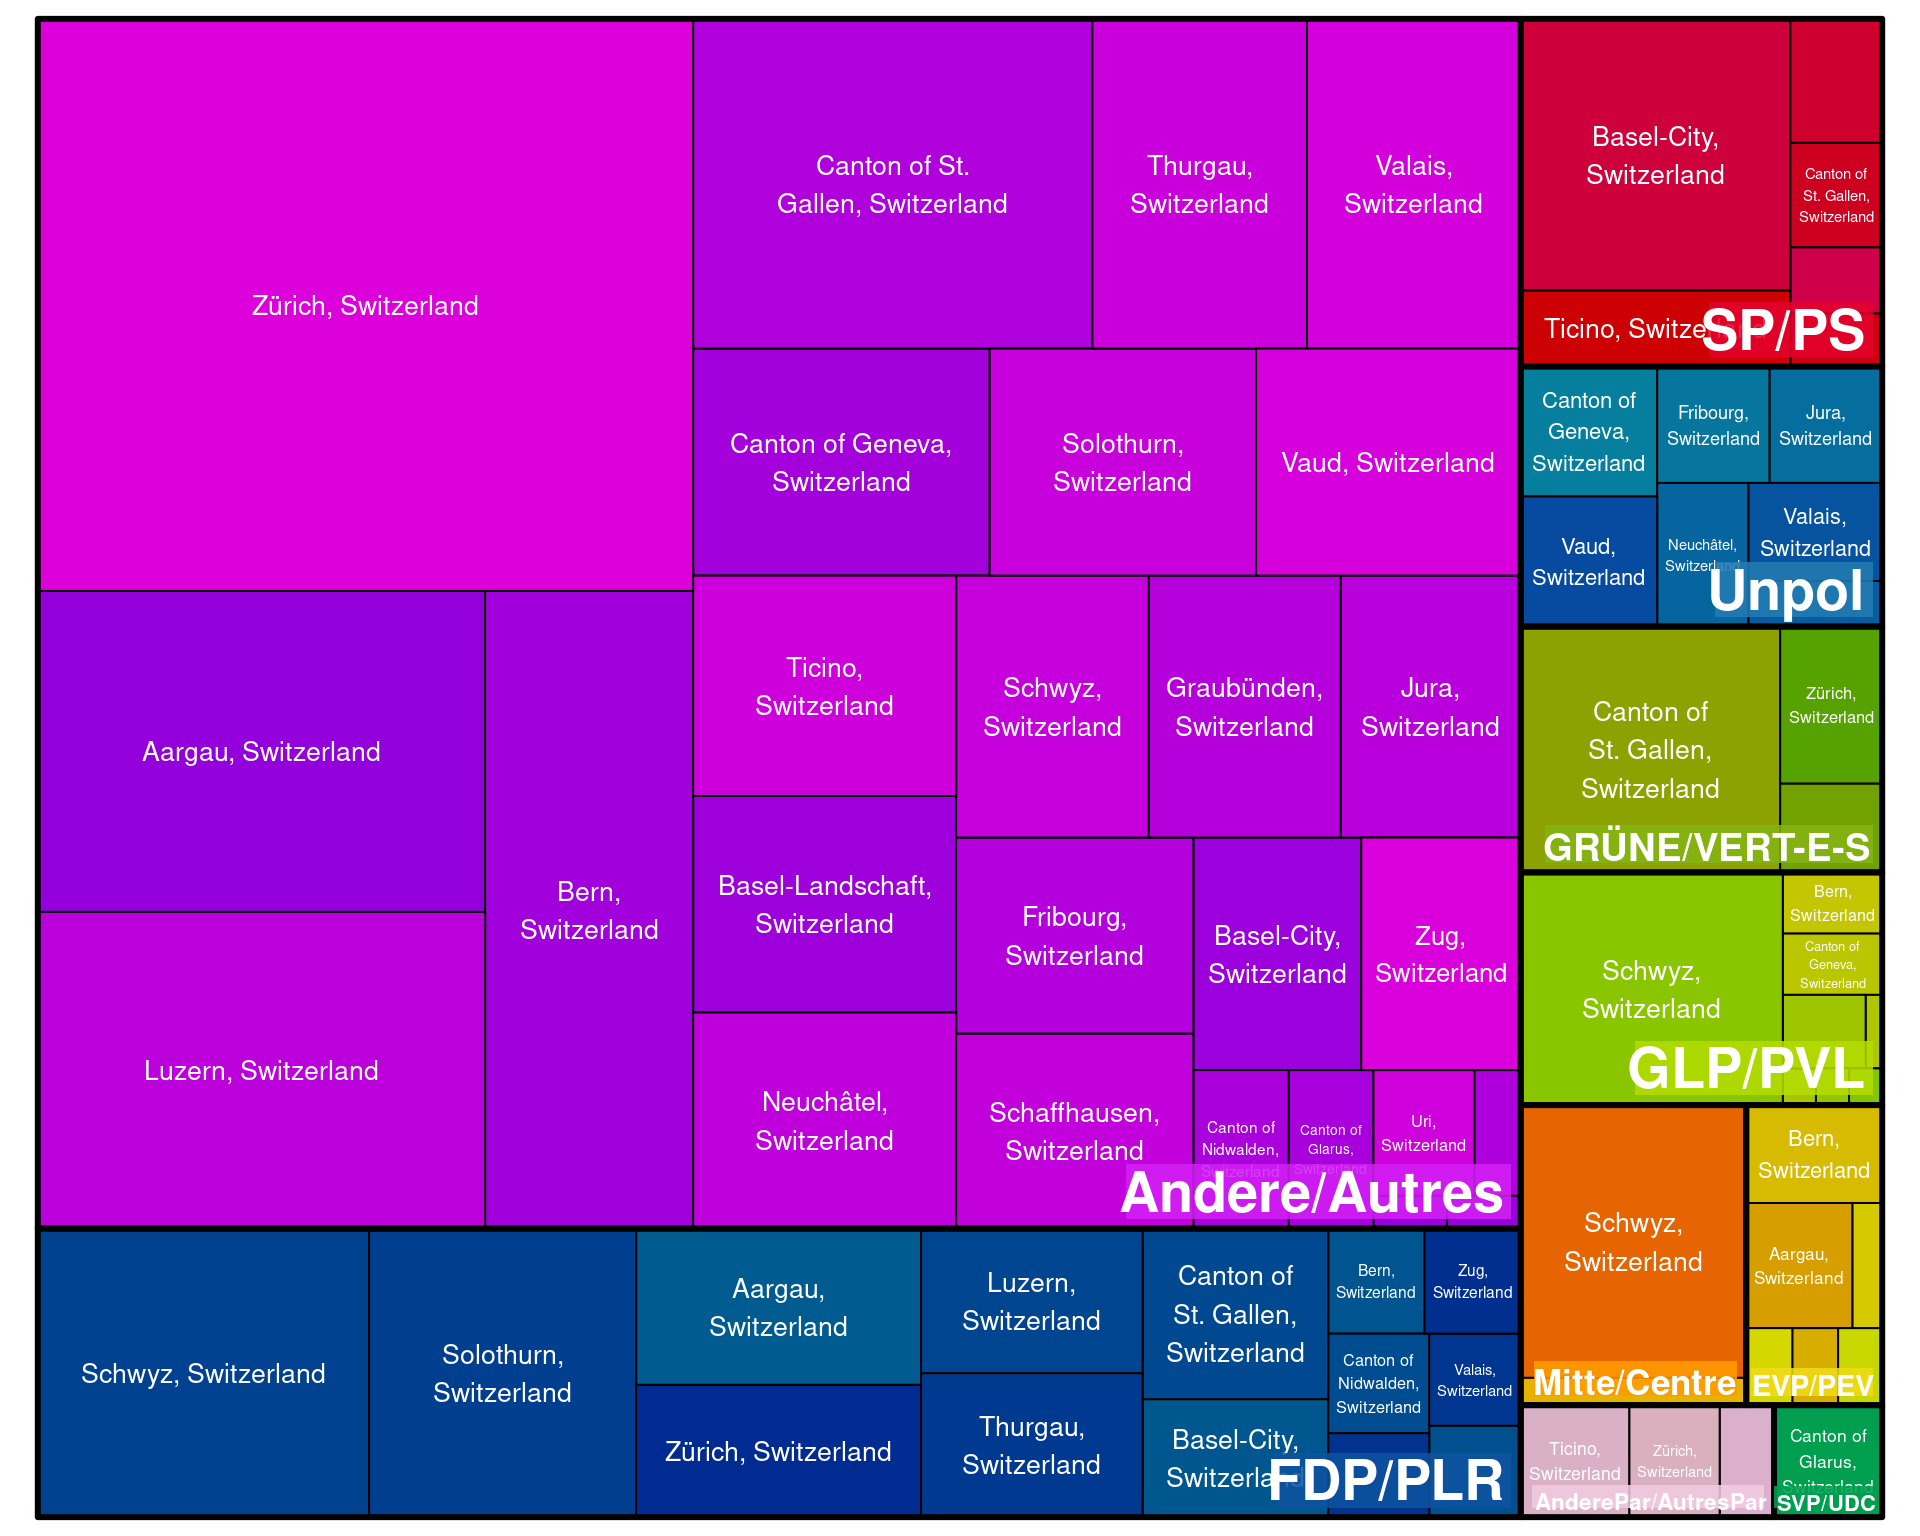 Zürich, Switzerland
Aargau, Switzerland
Luzern, Switzerland
Bern,
Switzerland
Canton of St.
Gallen, Switzerland
Thurgau,
Switzerland
Valais,
Switzerland
Canton of Geneva,
Switzerland
Solothurn,
Switzerland
Vaud, Switzerland
Ticino,
Switzerland
Basel-Landschaft,
Switzerland
Neuchâtel,
Switzerland
Schwyz,
Switzerland
Graubünden,
Switzerland
Jura,
Switzerland
Fribourg,
Switzerland
Schaffhausen,
Switzerland
Basel-City,
Switzerland
Zug,
Switzerland
Canton of
Nidwalden,
Switzerland
Canton of
Glarus,
Switzerland
Uri,
Switzerland
Andere/Autres
Schwyz, Switzerland
Solothurn,
Switzerland
Aargau,
Switzerland
Zürich, Switzerland
Luzern,
Switzerland
Thurgau,
Switzerland
Canton of
St. Gallen,
Switzerland
Basel-City,
Switzerland
Bern,
Switzerland
Zug,
Switzerland
Canton of
Nidwalden,
Switzerland
Valais,
Switzerland
FDP/PLR
Basel-City,
Switzerland
Canton of
St. Gallen,
Switzerland
Ticino,
SP/PS
Canton of
Geneva,
Switzerland
Fribourg,
Switzerland
Jura,
Switzerland
Vaud,
Switzerland
Neuchâtel,
Switzerland
Valais,
Switzerland
Unpol
Canton of
St. Gallen,
Switzerland
Zürich,
Switzerland
GRÜNE/VERT-E-S
Schwyz,
Switzerland
Bern,
Switzerland
Canton of
Geneva,
Switzerland
GLP/PVL
Schwyz,
Switzerland
Mitte/Centre
Bern,
Switzerland
Aargau,
Switzerland
EVP/PEV
Ticino,
Switzerland
Zürich,
Switzerland
AnderePar/AutresPar
Canton of
Glarus,
Switzerland
SVP/UDC